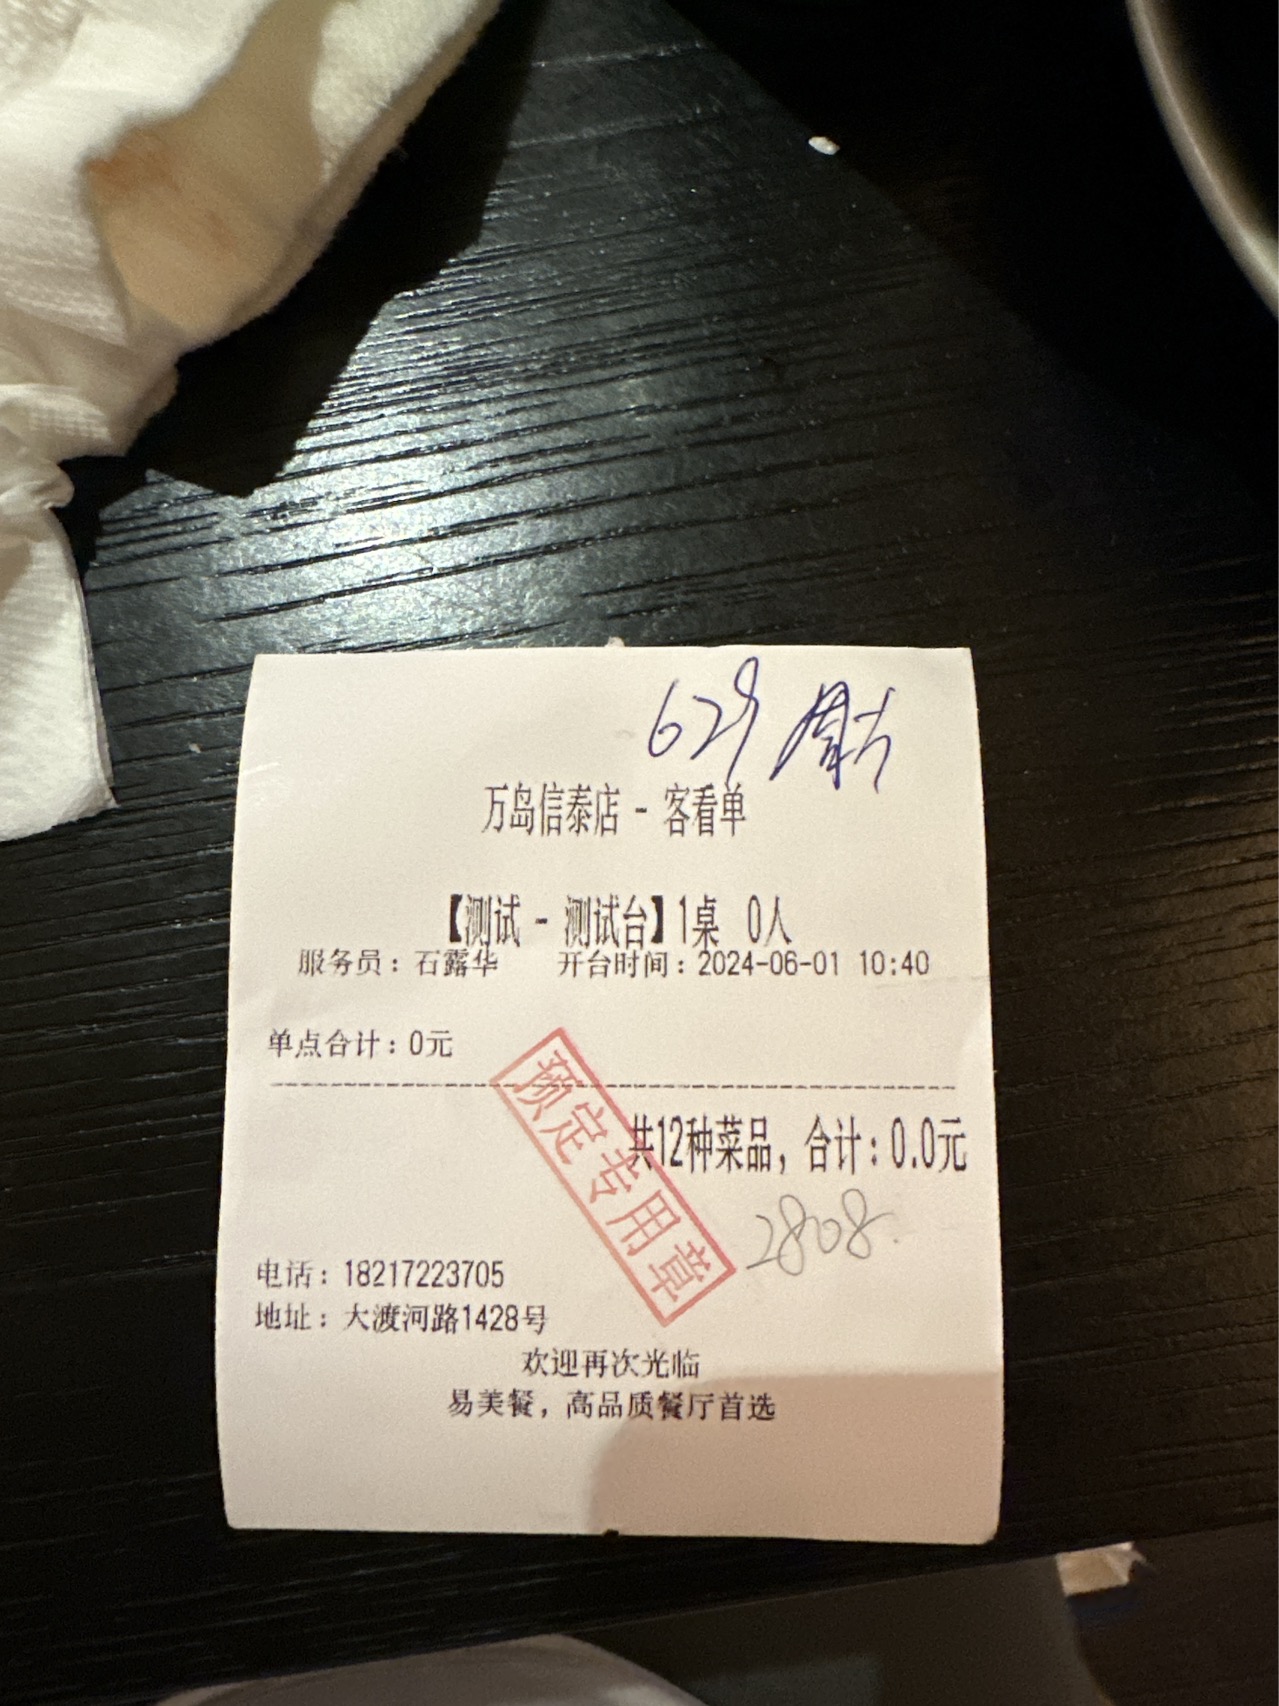 629 周六
万岛信泰店 - 客看单
【测试 - 测试台】1桌 0人
服务员：石露华 开台时间：2024-06-01 10:40
单点合计：0元
预定专用章
共12种菜品，合计：0.0元
2808.
电话：18217223705
地址：大渡河路1428号
欢迎再次光临
易美餐，高品质餐厅首选